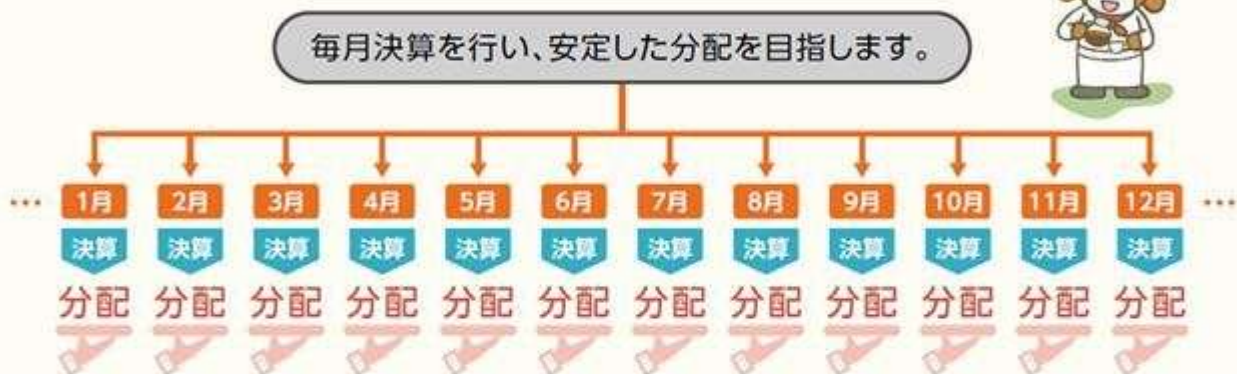 毎月決算を行い、安定した分配を目指します。
… 1月 2月 3月 4月 5月 6月 7月 8月 9月 10月 11月 12月 …
決算 決算 決算 決算 決算 決算 決算 決算 決算 決算 決算 決算
分配 分配 分配 分配 分配 分配 分配 分配 分配 分配 分配 分配